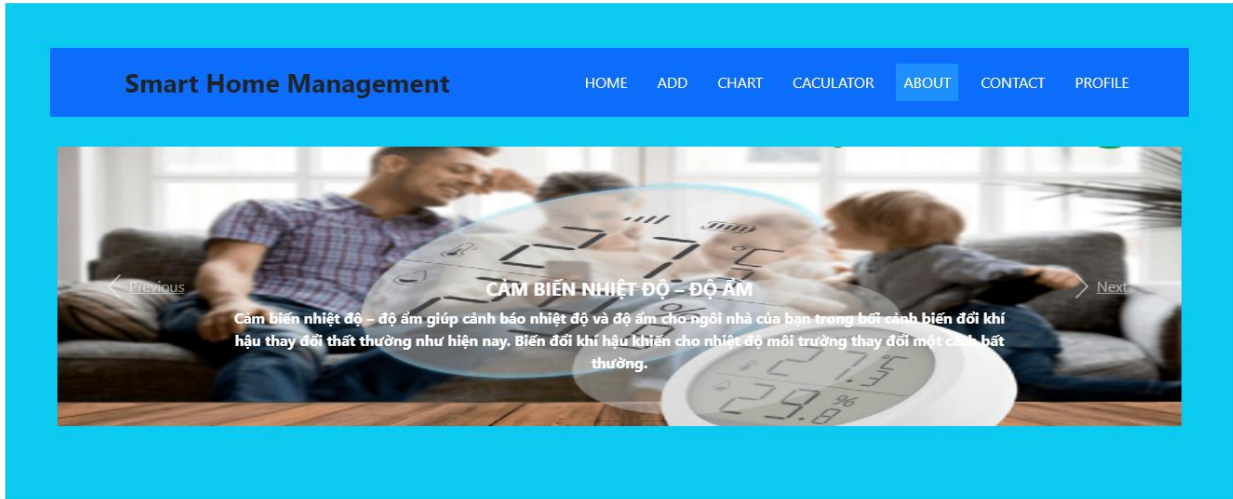 Smart Home Management
HOME ADD CHART CACULATOR ABOUT CONTACT PROFILE
Previous
Next
CẢM BIẾN NHIỆT ĐỘ – ĐỘ ẨM
Cảm biến nhiệt độ – độ ẩm giúp cảnh báo nhiệt độ và độ ẩm cho ngôi nhà của bạn trong bối cảnh biến đổi khí
hậu thay đổi thất thường như hiện nay. Biến đổi khí hậu khiến cho nhiệt độ môi trường thay đổi một cách bất
thường.